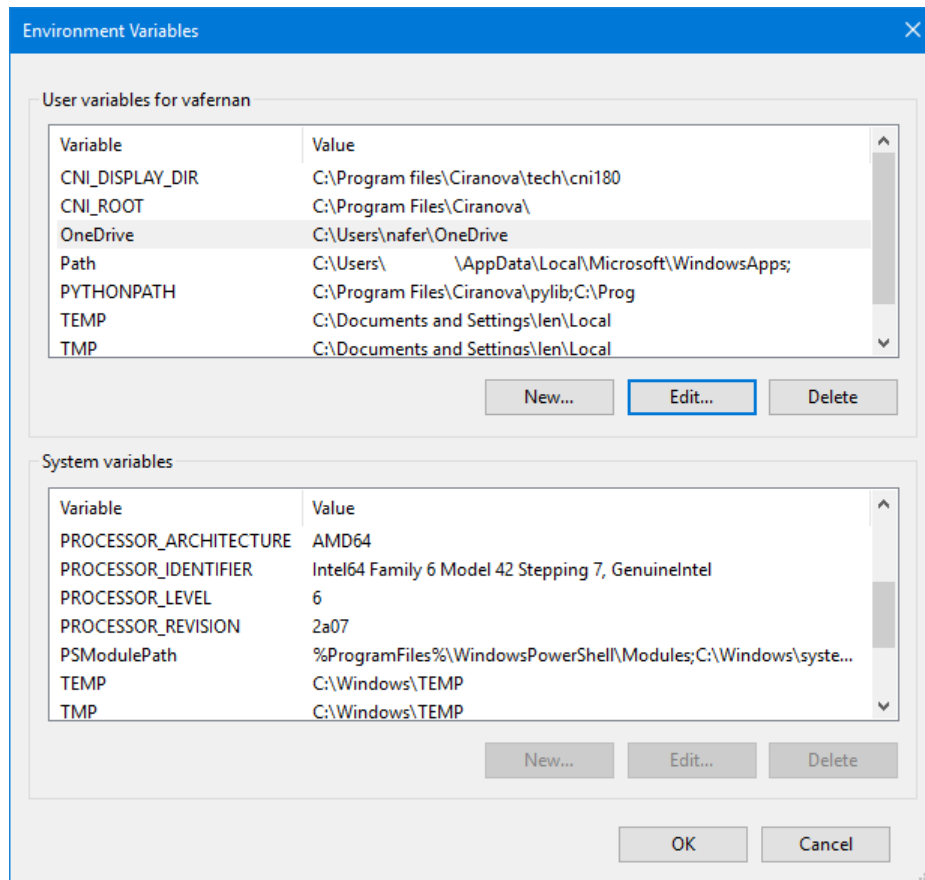 Environment Variables
User variables for vafernan
Variable Value
CNI_DISPLAY_DIR C:\Program files\Ciranova\tech\cni180
CNI_ROOT C:\Program Files\Ciranova\
OneDrive C:\Users\nafer\OneDrive
Path C:\Users\ \AppData\Local\Microsoft\WindowsApps;
PYTHONPATH C:\Program Files\Ciranova\pylib;C:\Prog
TEMP C:\Documents and Settings\len\Local
TMP C:\Documents and Settings\len\Local
New... Edit... Delete
System variables
Variable Value
PROCESSOR_ARCHITECTURE AMD64
PROCESSOR_IDENTIFIER Intel64 Family 6 Model 42 Stepping 7, GenuineIntel
PROCESSOR_LEVEL 6
PROCESSOR_REVISION 2a07
PSModulePath %ProgramFiles%\WindowsPowerShell\Modules;C:\Windows\syste...
TEMP C:\Windows\TEMP
TMP C:\Windows\TEMP
New... Edit... Delete
OK Cancel